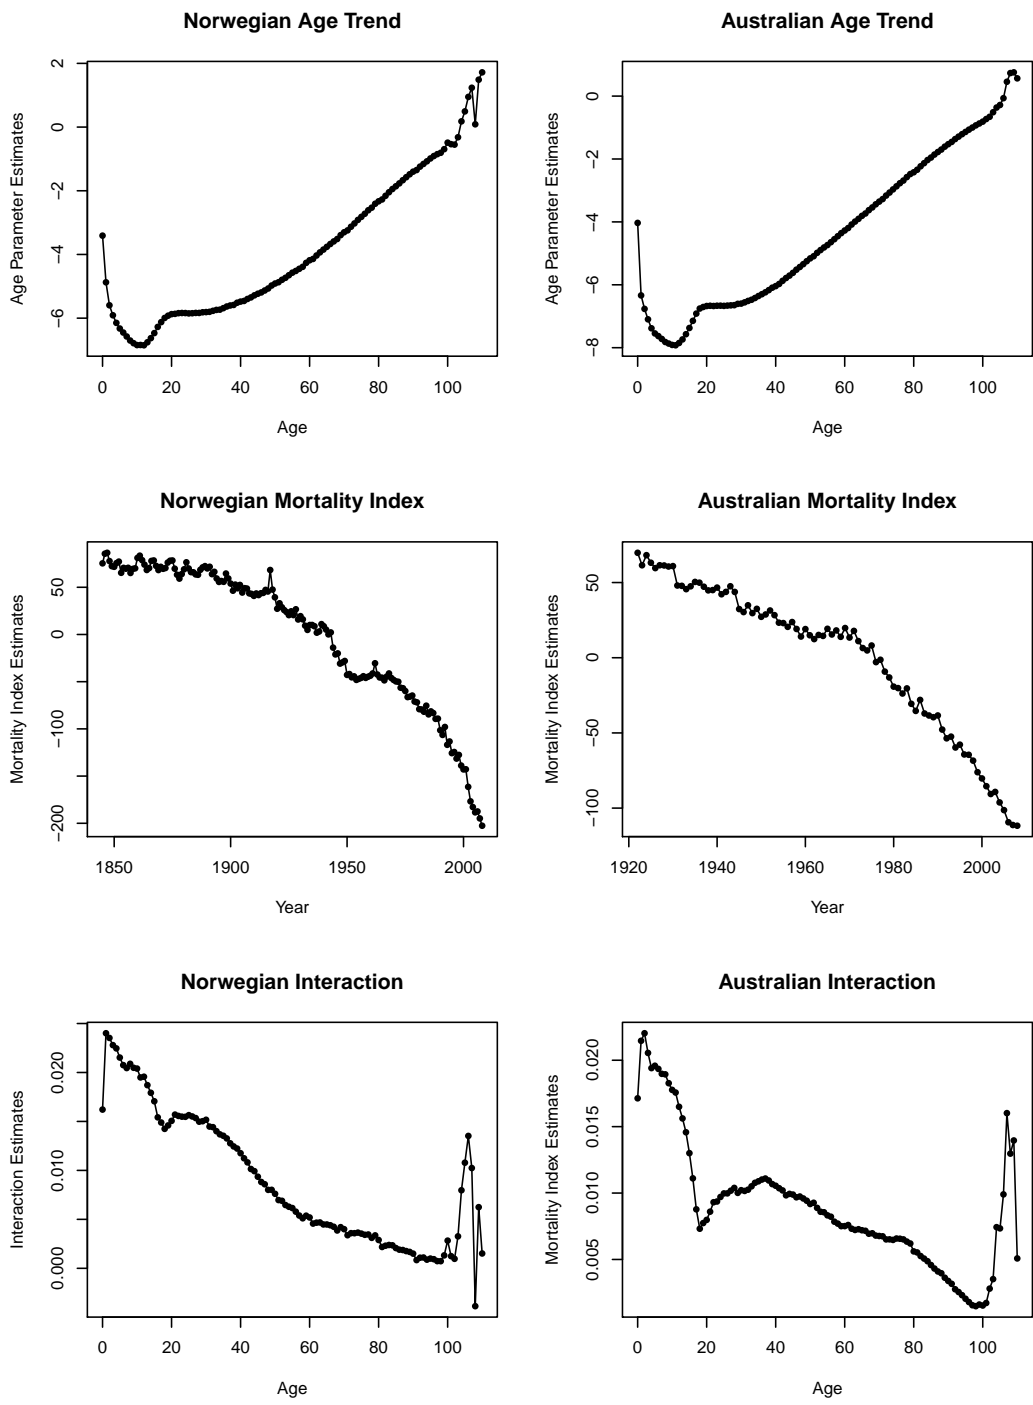 Norwegian Age Trend
Age Parameter Estimates
2
0
−2
−4
−6
0 20 40 60 80 100
Age
Australian Age Trend
Age Parameter Estimates
0
−2
−4
−6
−8
0 20 40 60 80 100
Age
Norwegian Mortality Index
Mortality Index Estimates
50
0
−100
−200
1850 1900 1950 2000
Year
Australian Mortality Index
Mortality Index Estimates
50
0
−50
−100
1920 1940 1960 1980 2000
Year
Norwegian Interaction
Interaction Estimates
0.020
0.010
0.000
0 20 40 60 80 100
Age
Australian Interaction
Mortality Index Estimates
0.020
0.015
0.010
0.005
0 20 40 60 80 100
Age